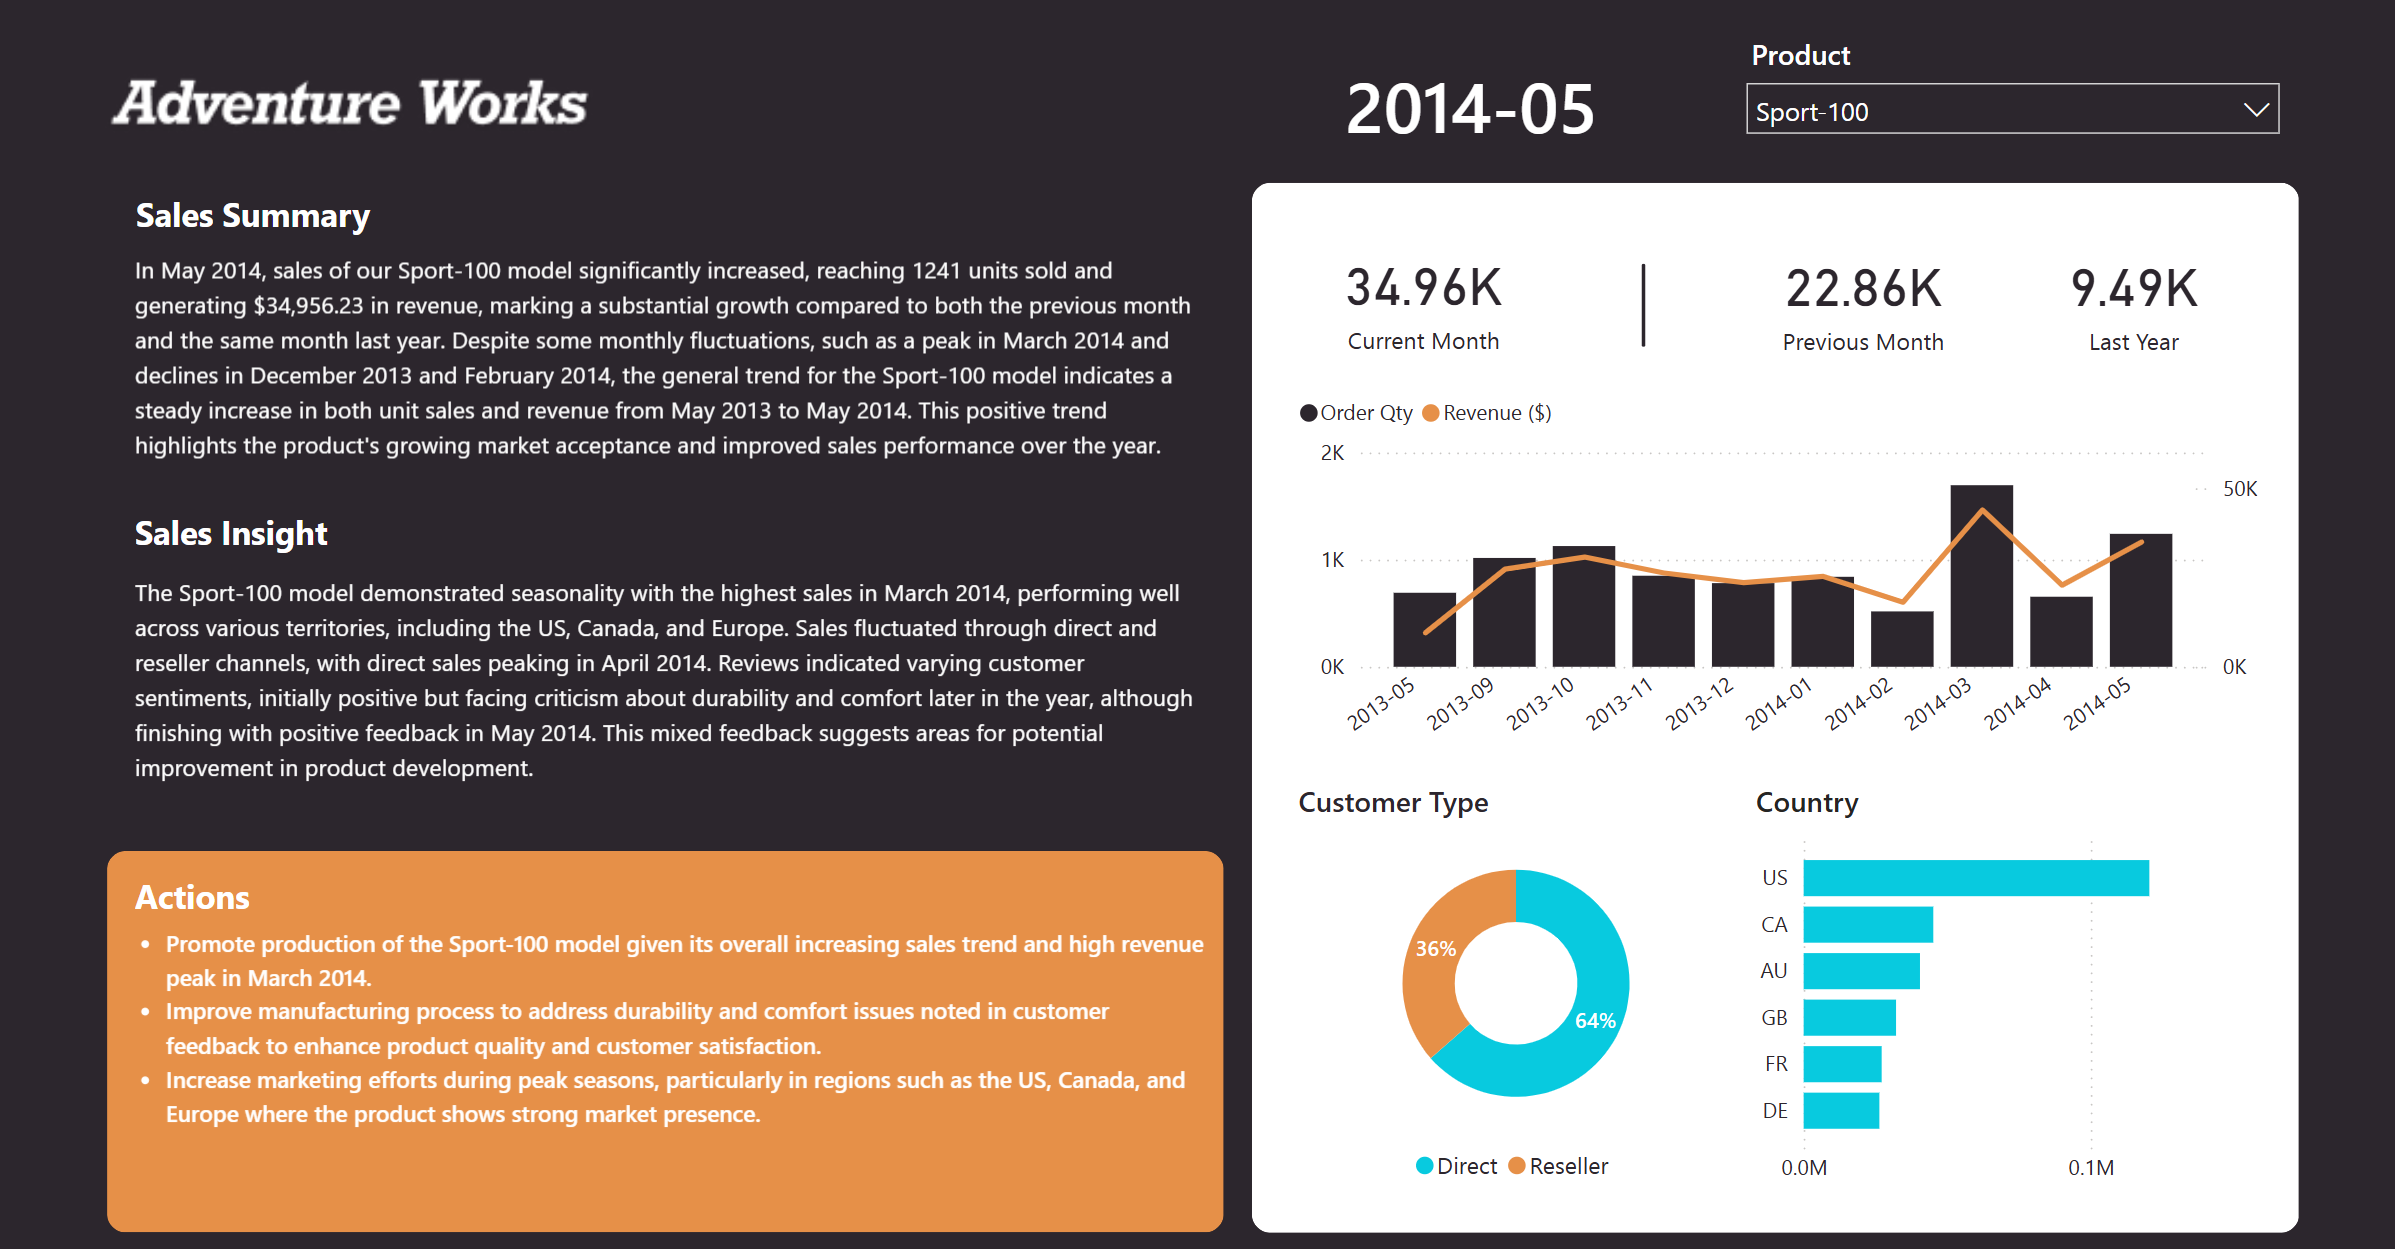 Adventure Works
2014-05
Product
Sport-100
Sales Summary
In May 2014, sales of our Sport-100 model significantly increased, reaching 1241 units sold and
generating $34,956.23 in revenue, marking a substantial growth compared to both the previous month
and the same month last year. Despite some monthly fluctuations, such as a peak in March 2014 and
declines in December 2013 and February 2014, the general trend for the Sport-100 model indicates a
steady increase in both unit sales and revenue from May 2013 to May 2014. This positive trend
highlights the product's growing market acceptance and improved sales performance over the year.
Sales Insight
The Sport-100 model demonstrated seasonality with the highest sales in March 2014, performing well
across various territories, including the US, Canada, and Europe. Sales fluctuated through direct and
reseller channels, with direct sales peaking in April 2014. Reviews indicated varying customer
sentiments, initially positive but facing criticism about durability and comfort later in the year, although
finishing with positive feedback in May 2014. This mixed feedback suggests areas for potential
improvement in product development.
Actions
• Promote production of the Sport-100 model given its overall increasing sales trend and high revenue
peak in March 2014.
• Improve manufacturing process to address durability and comfort issues noted in customer
feedback to enhance product quality and customer satisfaction.
• Increase marketing efforts during peak seasons, particularly in regions such as the US, Canada, and
Europe where the product shows strong market presence.
34.96K
Current Month
22.86K
Previous Month
9.49K
Last Year
Order Qty Revenue ($)
2K
1K
0K
50K
0K
2013-05
2013-09
2013-10
2013-11
2013-12
2014-01
2014-02
2014-03
2014-04
2014-05
Customer Type
36%
64%
Direct Reseller
Country
US
CA
AU
GB
FR
DE
0.0M
0.1M